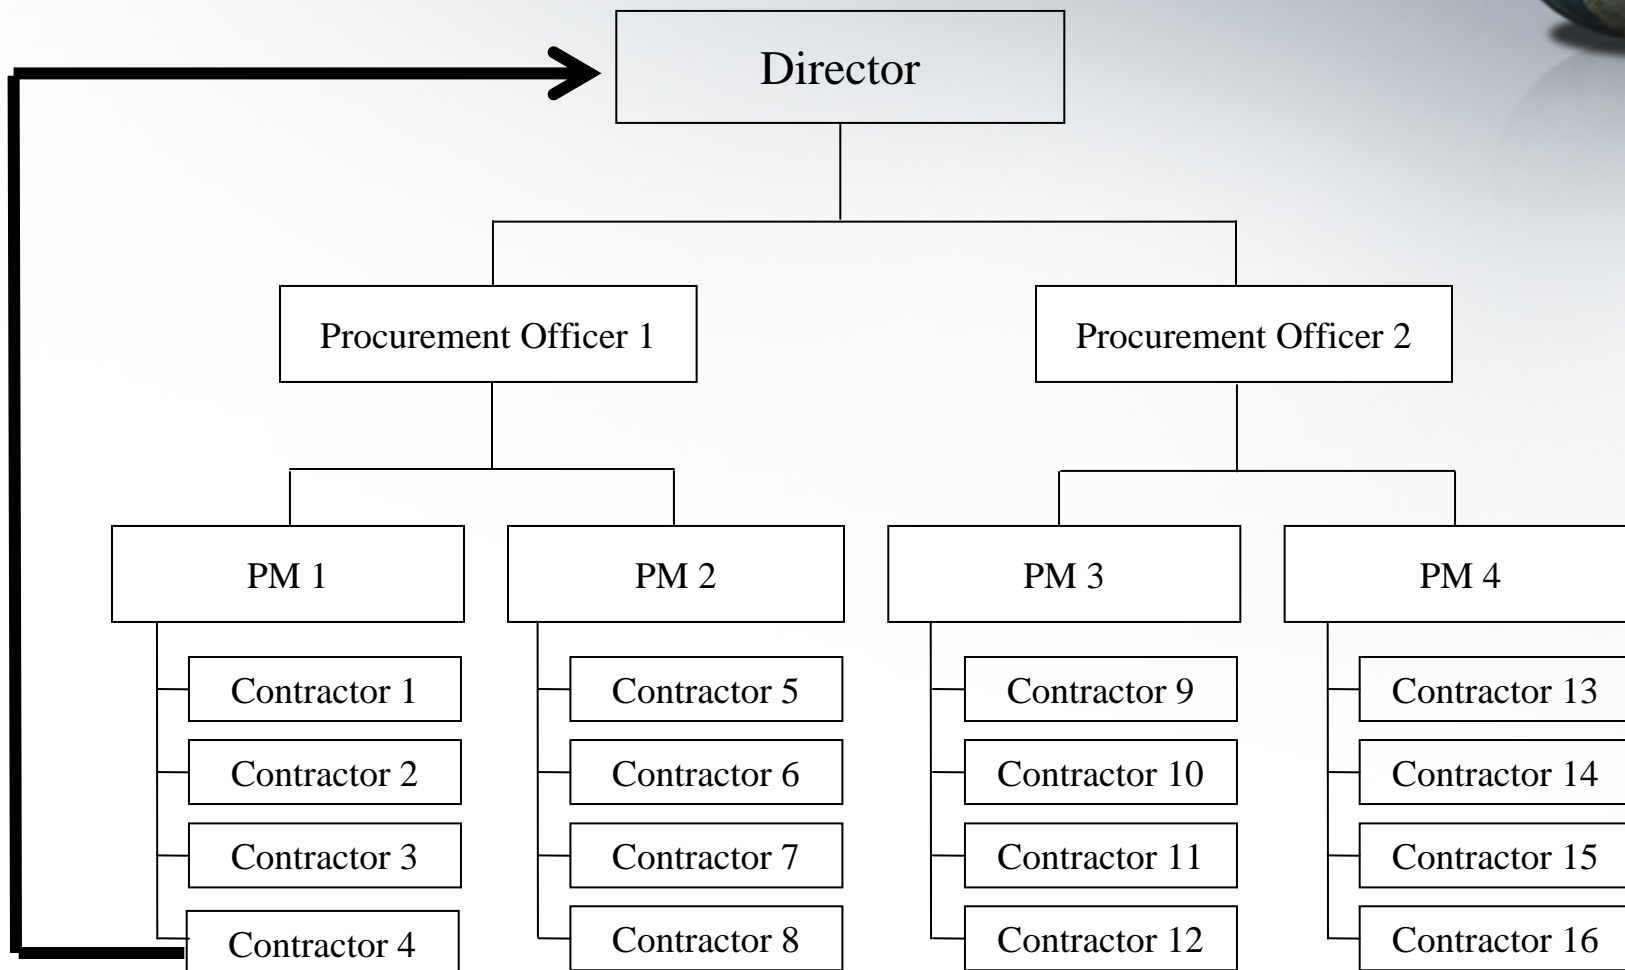 Director
Procurement Officer 1
Procurement Officer 2
PM 1
PM 2
PM 3
PM 4
Contractor 1
Contractor 5
Contractor 9
Contractor 13
Contractor 2
Contractor 6
Contractor 10
Contractor 14
Contractor 3
Contractor 7
Contractor 11
Contractor 15
Contractor 4
Contractor 8
Contractor 12
Contractor 16